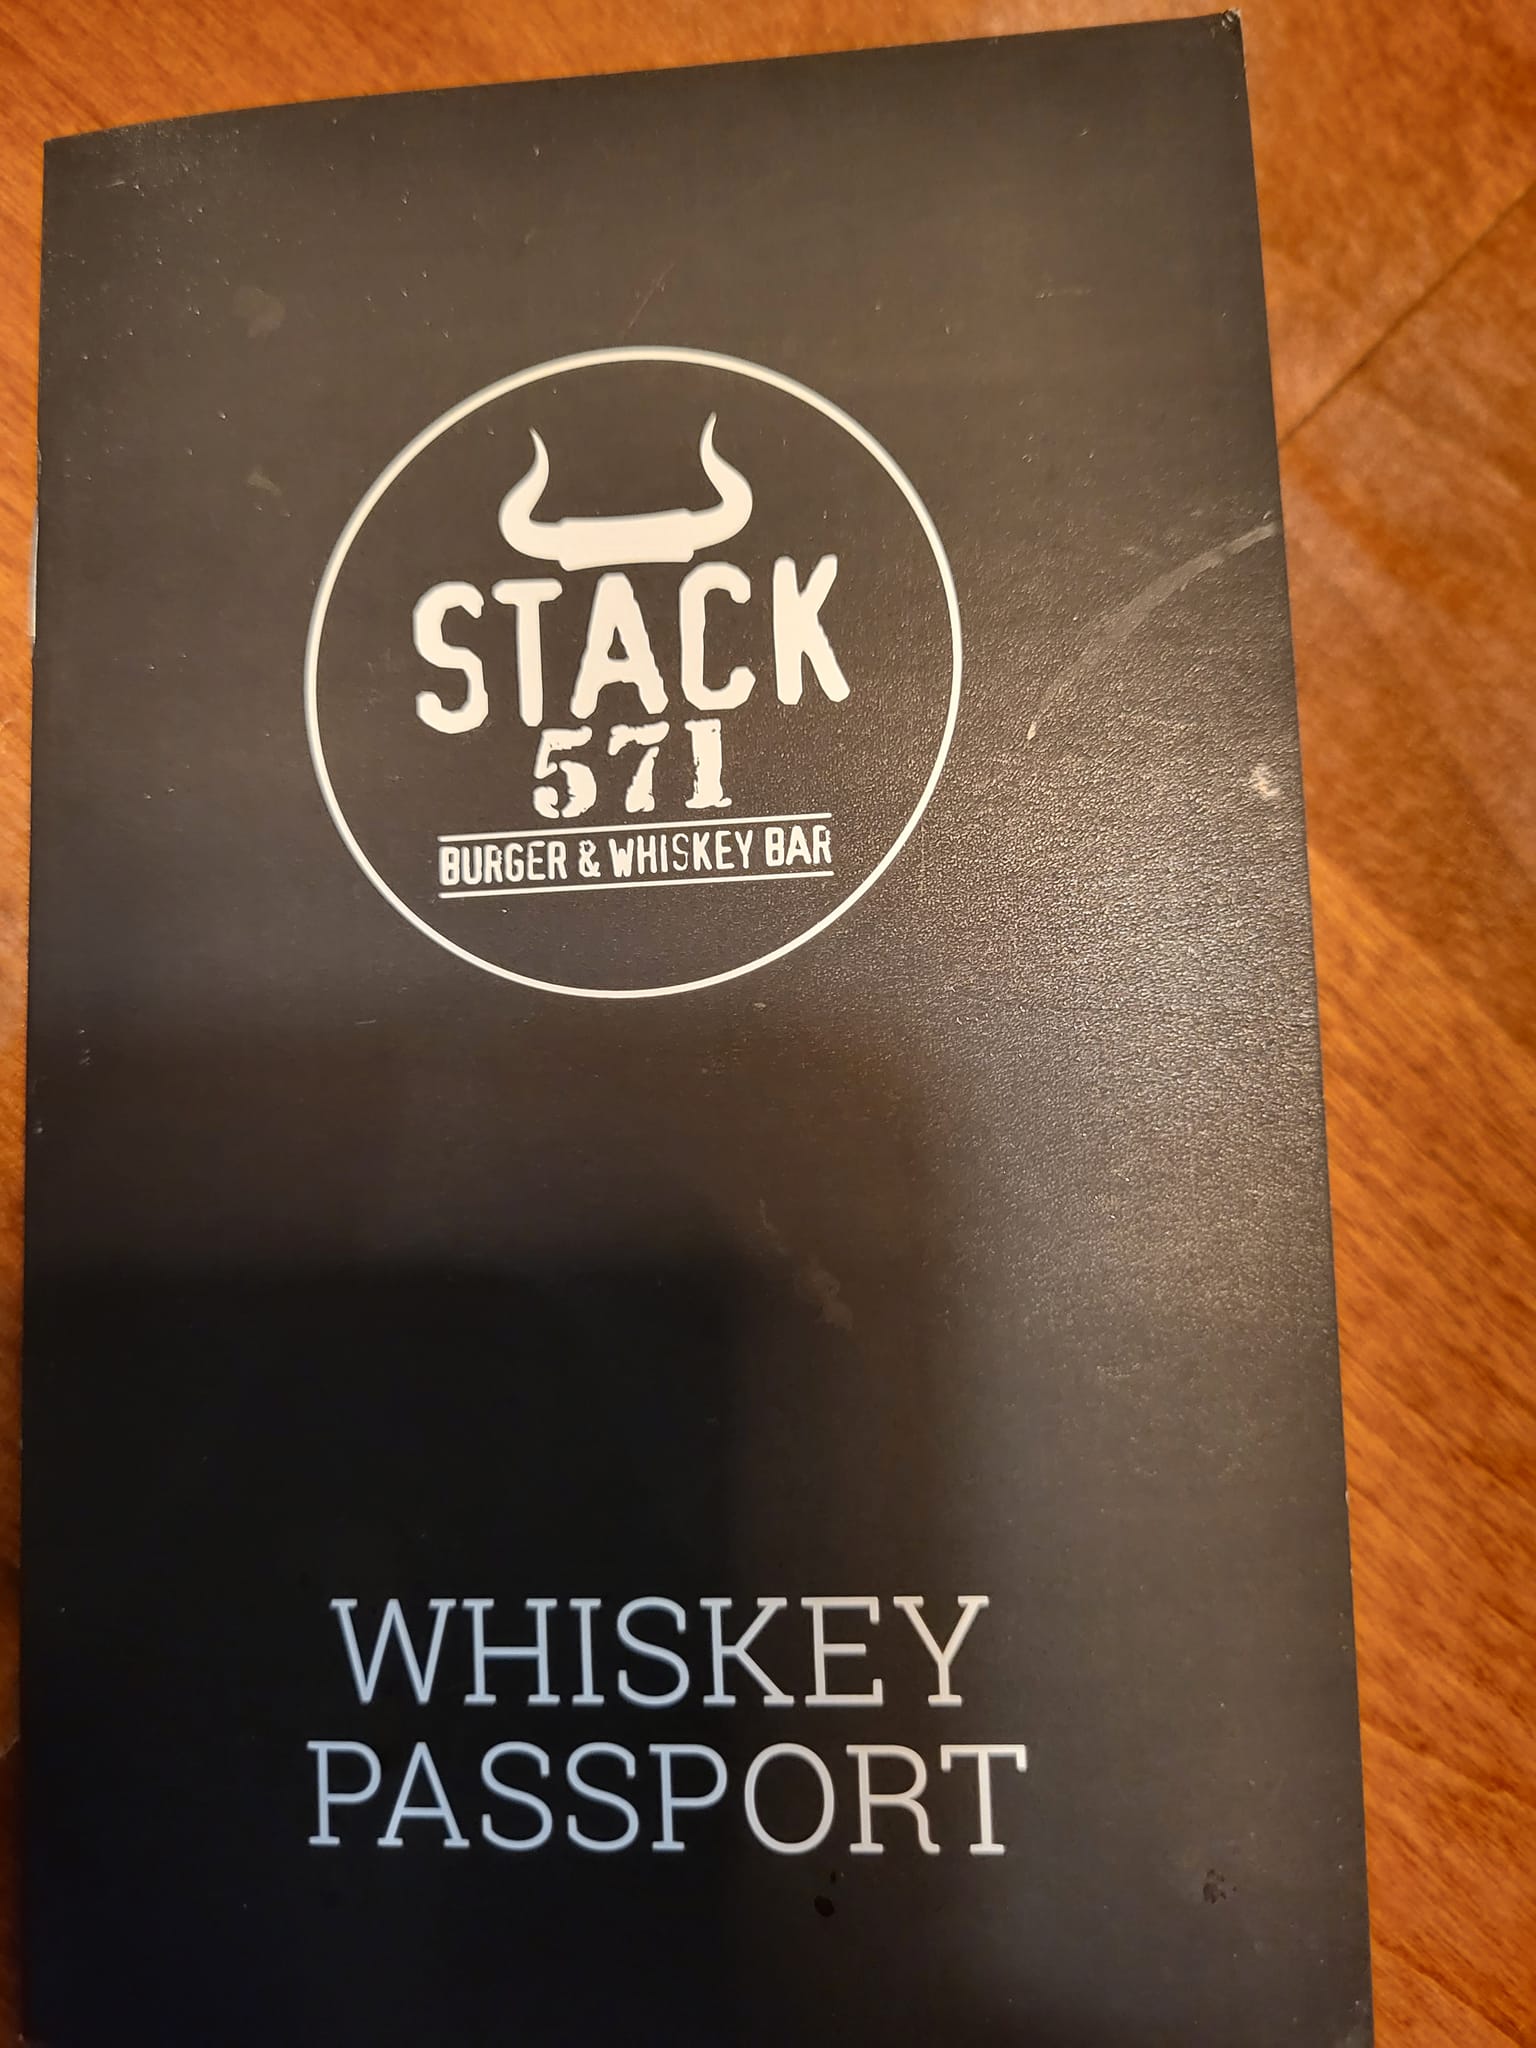 STACK
571
BURGER & WHISKEY BAR
WHISKEY
PASSPORT